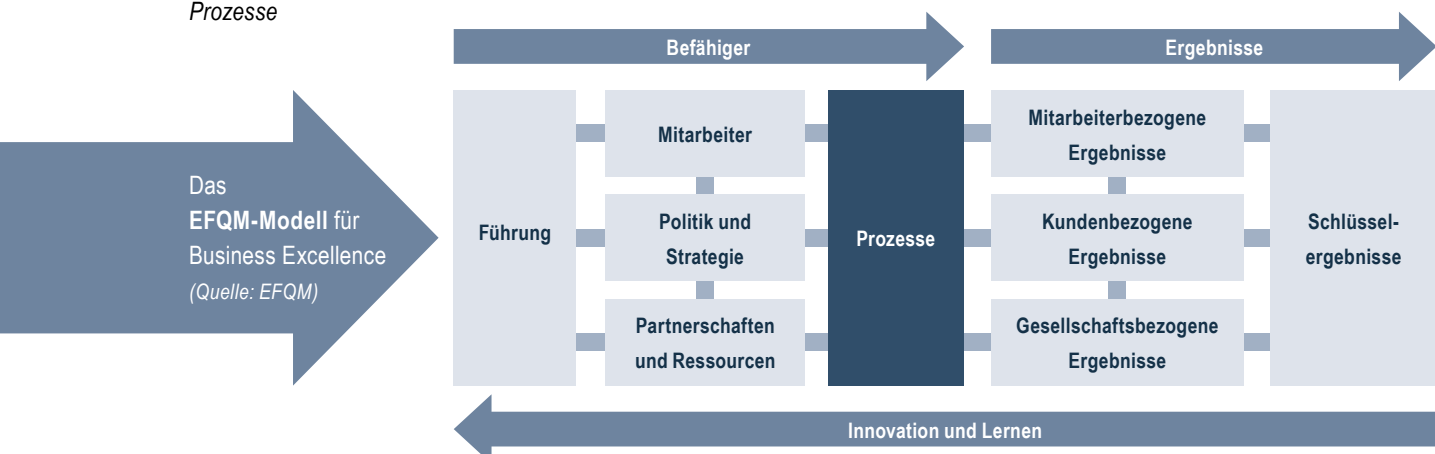 Prozesse
Befähiger
Ergebnisse
Das
EFQM-Modell für
Business Excellence
(Quelle: EFQM)
Führung
Mitarbeiter
Politik und
Strategie
Partnerschaften
und Ressourcen
Prozesse
Mitarbeiterbezogene
Ergebnisse
Kundenbezogene
Ergebnisse
Gesellschaftsbezogene
Ergebnisse
Schlüssel-
ergebnisse
Innovation und Lernen